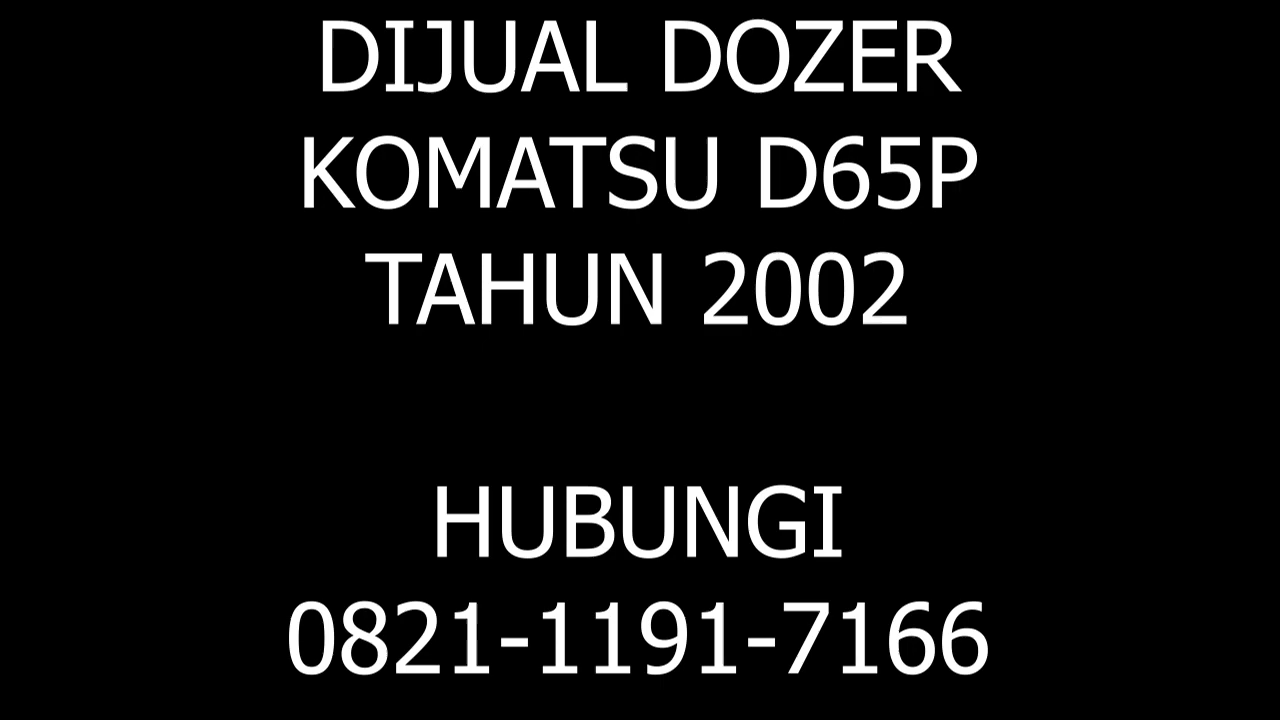 DIJUAL DOZER
KOMATSU D65P
TAHUN 2002
HUBUNGI
0821-1191-7166